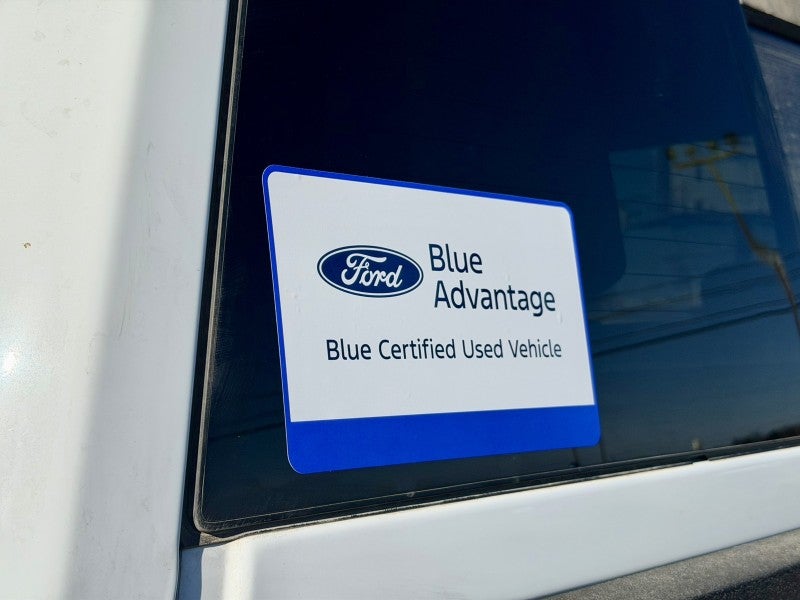 Ford
Blue
Advantage
Blue Certified Used Vehicle